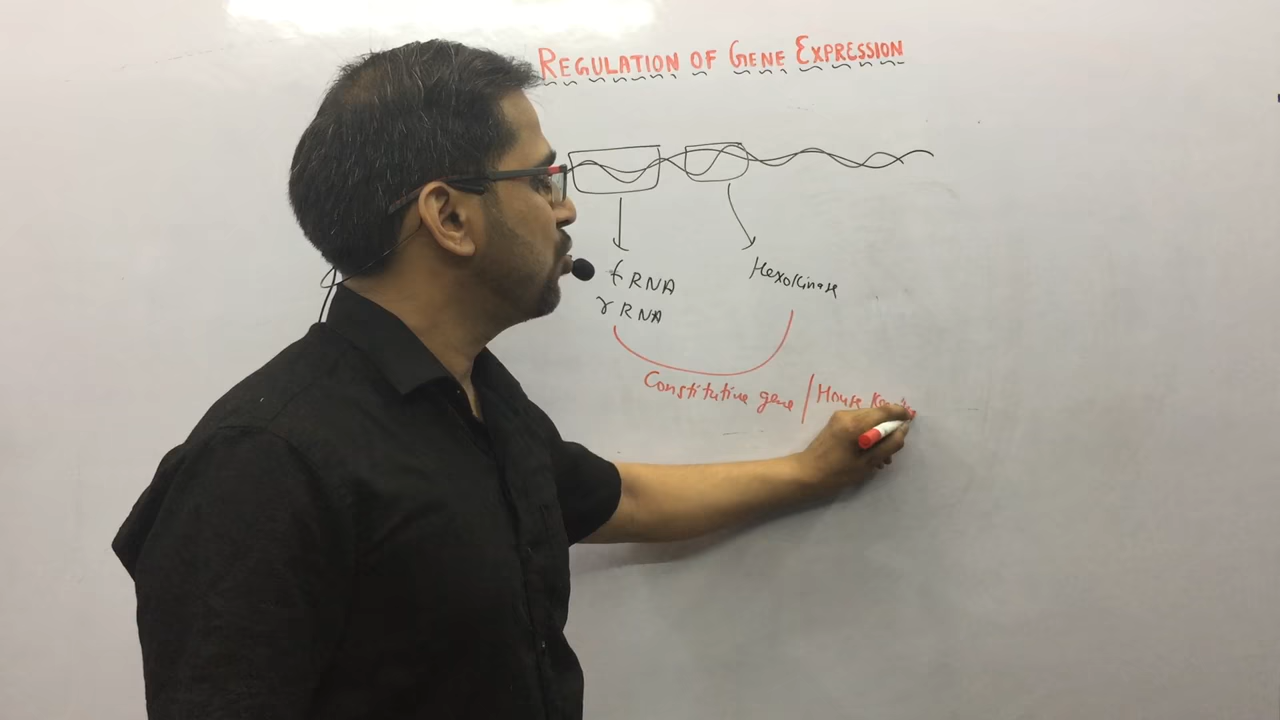 REGULATION OF GENE EXPRESSION
tRNA
Hexokinase
rRNA
Constitutive gene / House